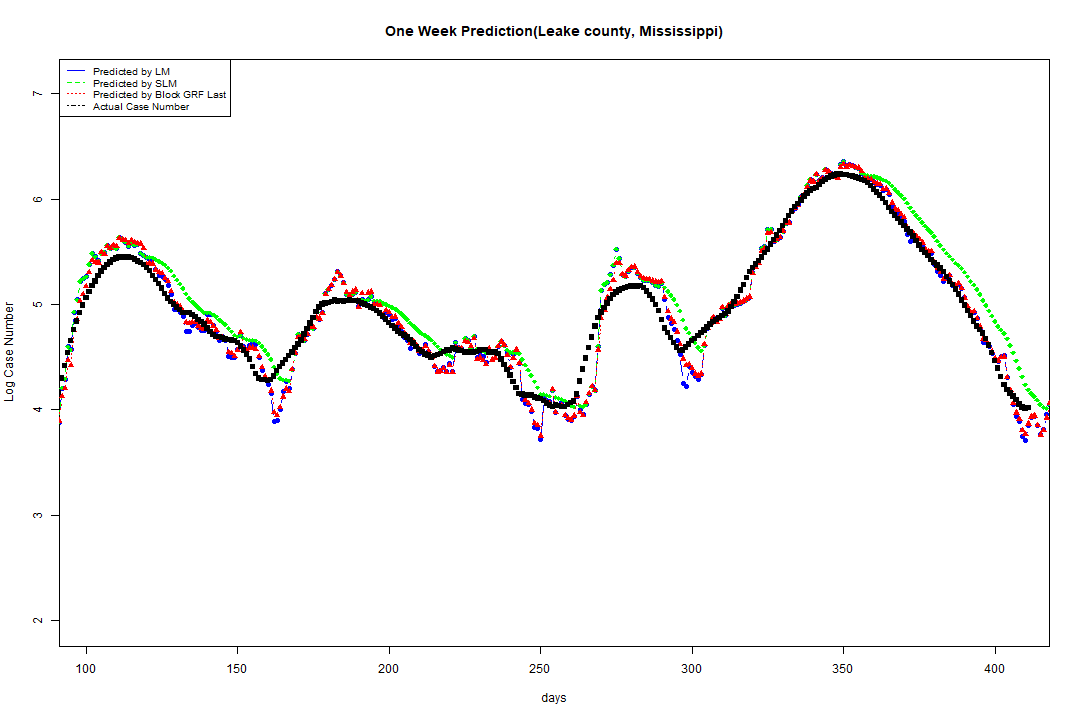 One Week Prediction(Leake county, Mississippi)
Predicted by LM
Predicted by SLM
Predicted by Block GRF Last
Actual Case Number
Log Case Number
7
6
5
4
3
2
100 150 200 250 300 350 400
days